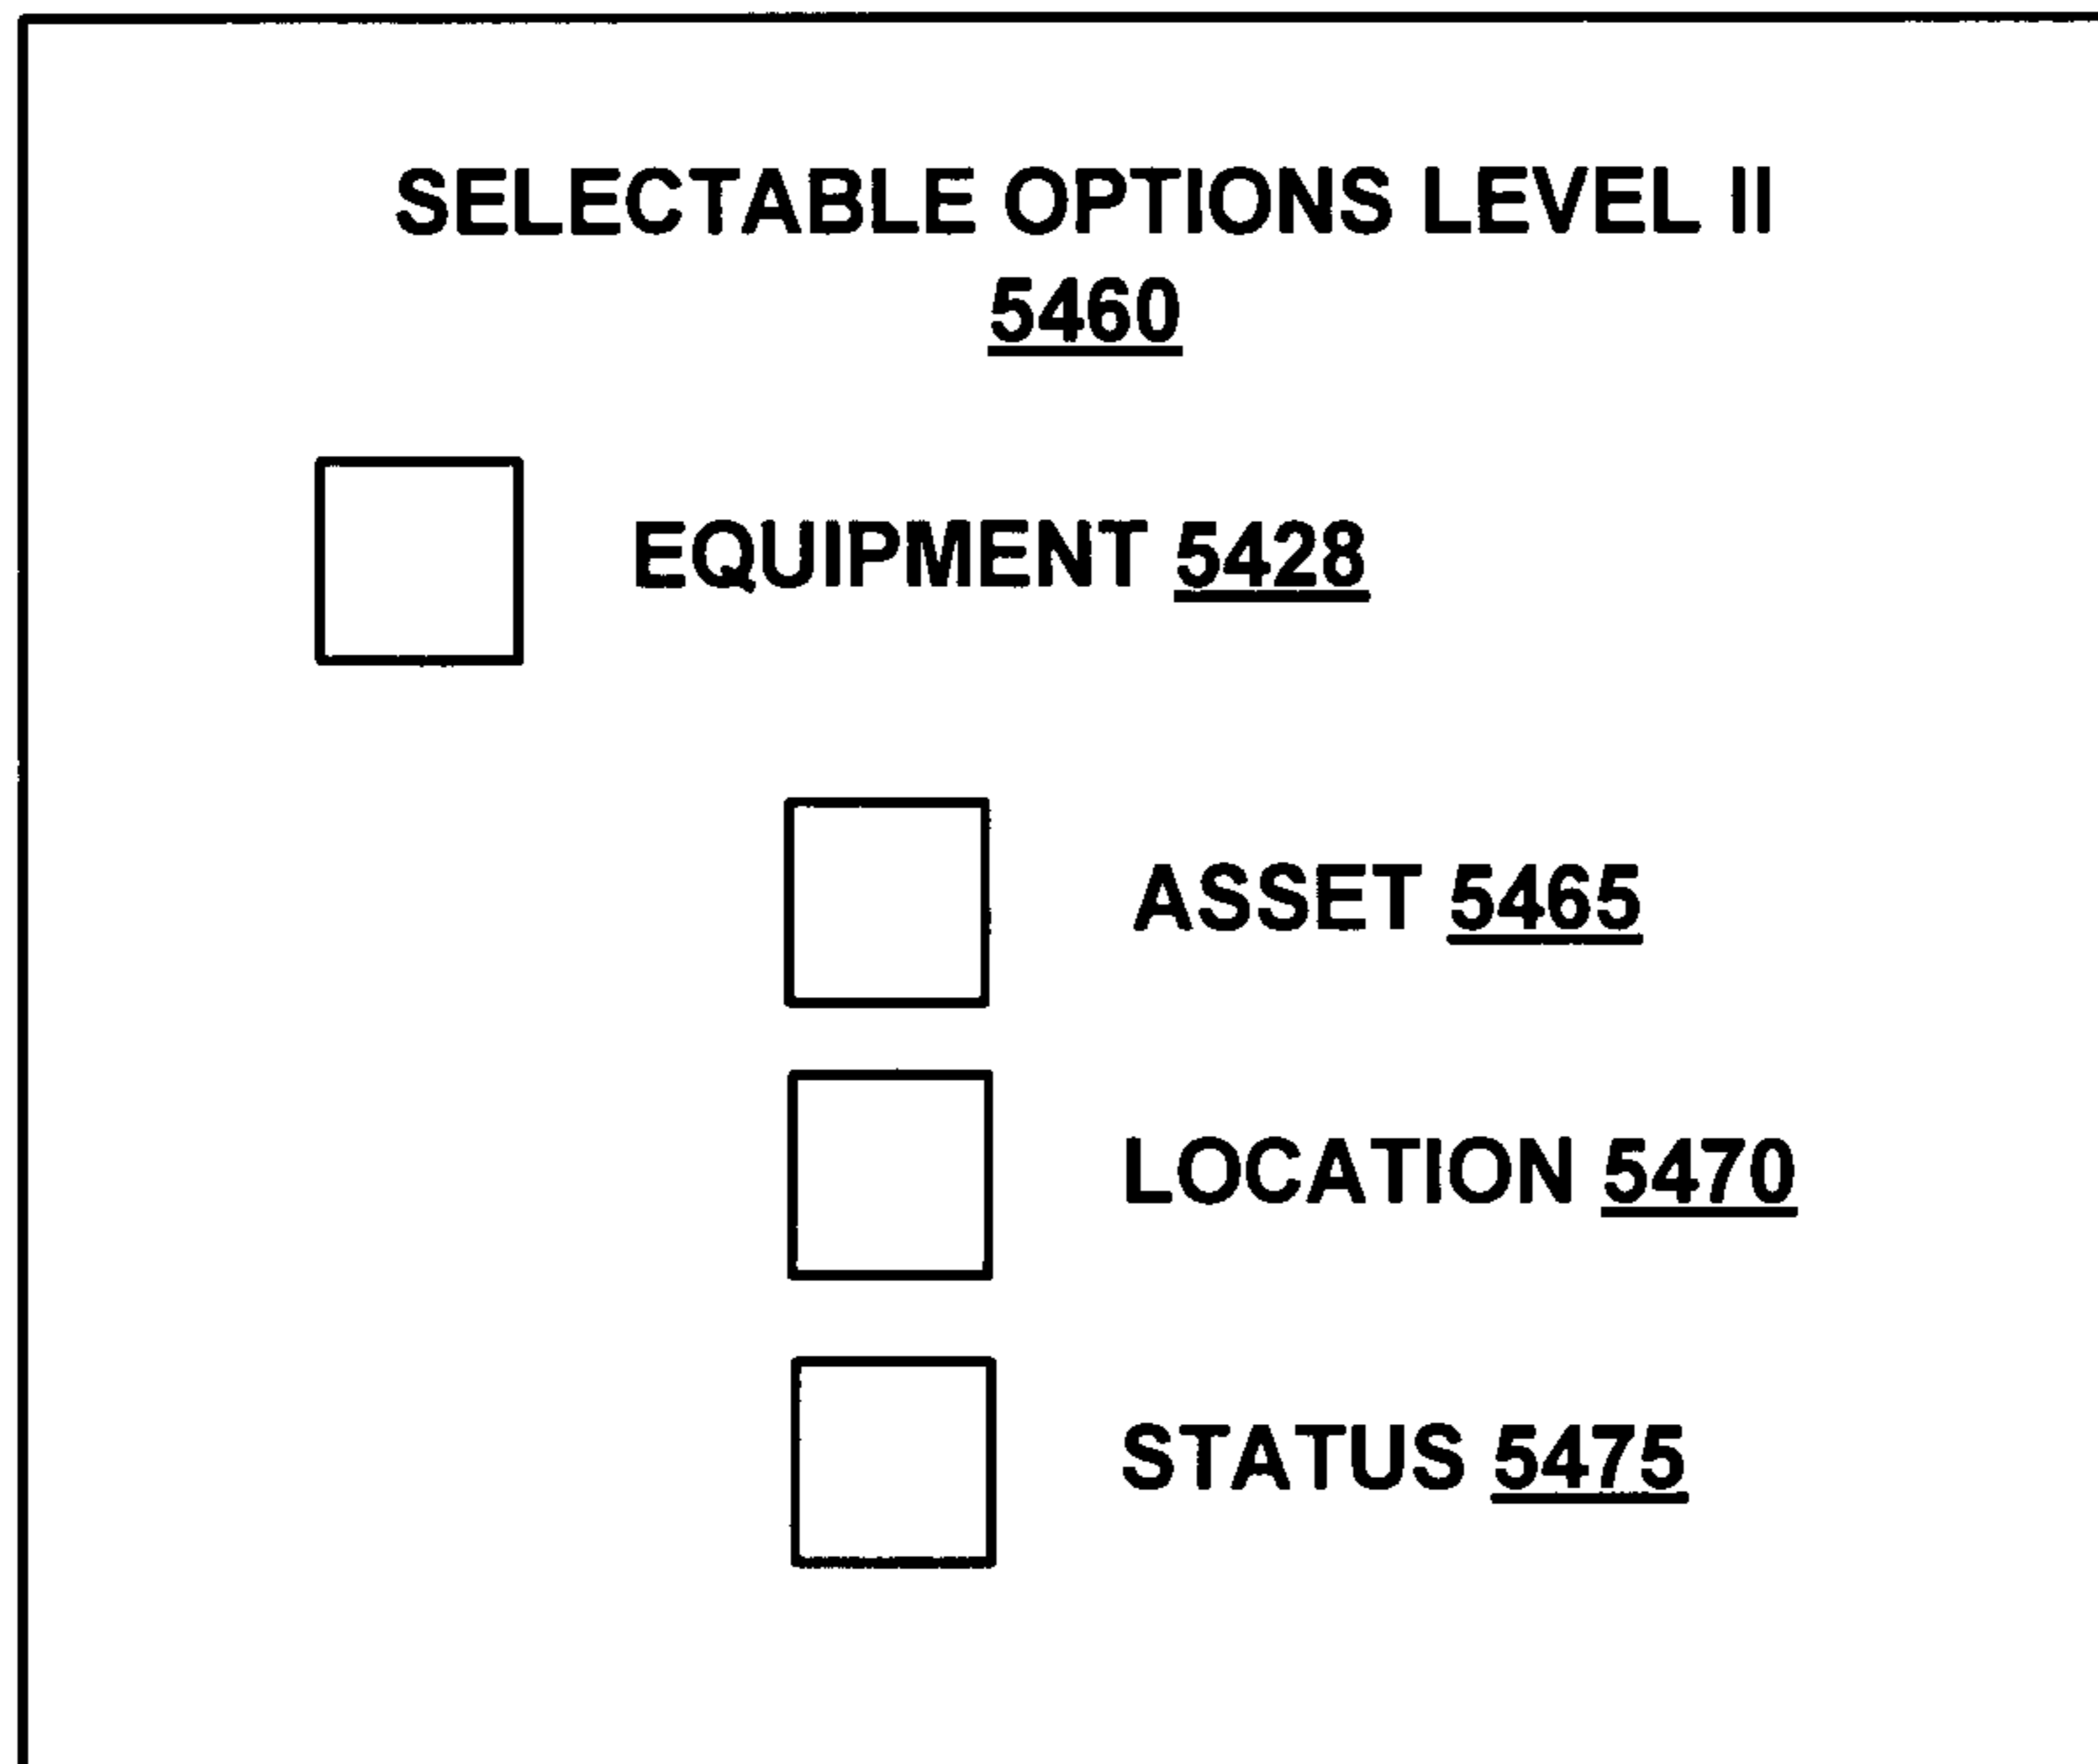 SELECTABLE OPTIONS LEVEL II
5460
EQUIPMENT 5428
ASSET 5465
LOCATION 5470
STATUS 5475